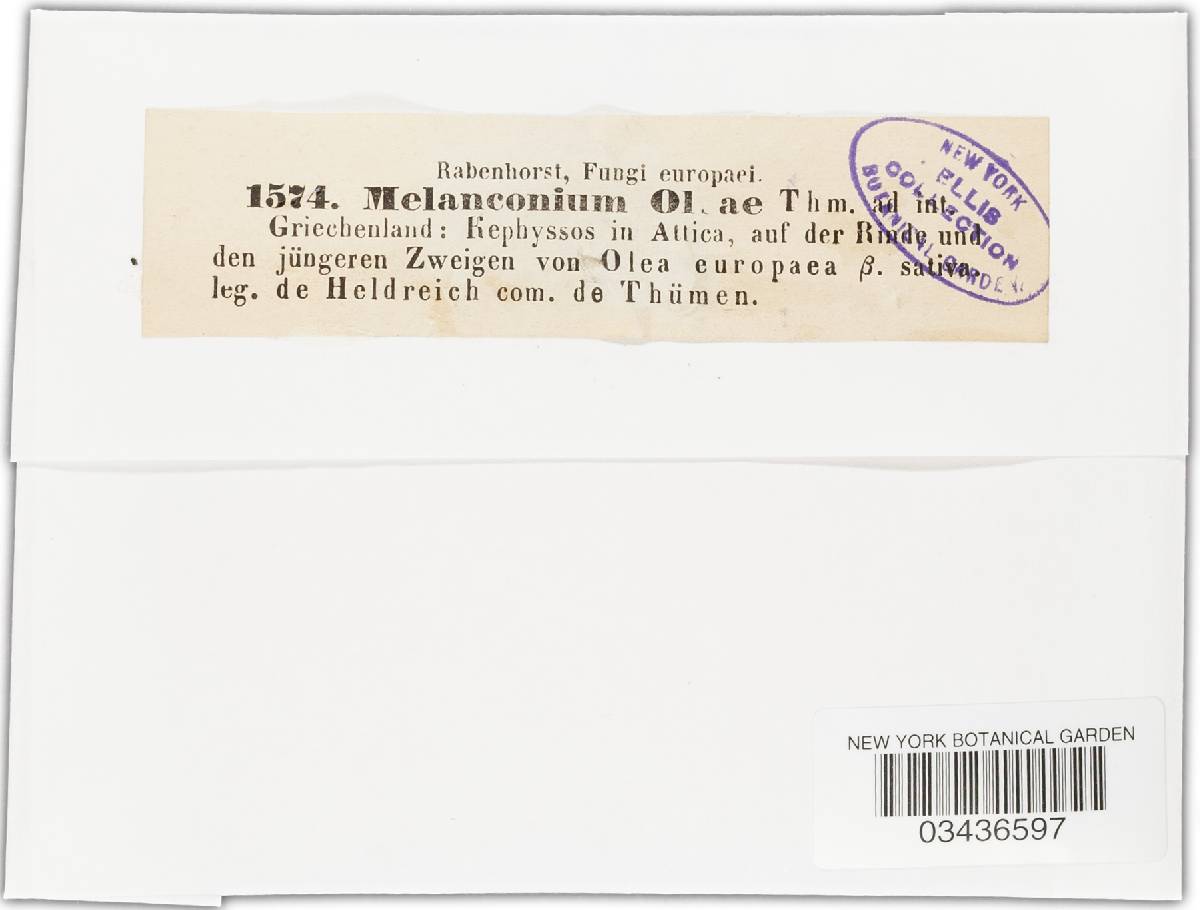 Rabenhorst, Fungi europaei.
1574. Melanconium Ol. ae Thm. ad int.
Griechenland: Kephyssos in Attica, auf der Rinde und
den jüngeren Zweigen von Olea europaea β. sativa.
leg. de Heldreich com. de Thümen.
NEW YORK
ELLIS
COLLECTION
BOTANICAL GARDEN
NEW YORK BOTANICAL GARDEN
03436597